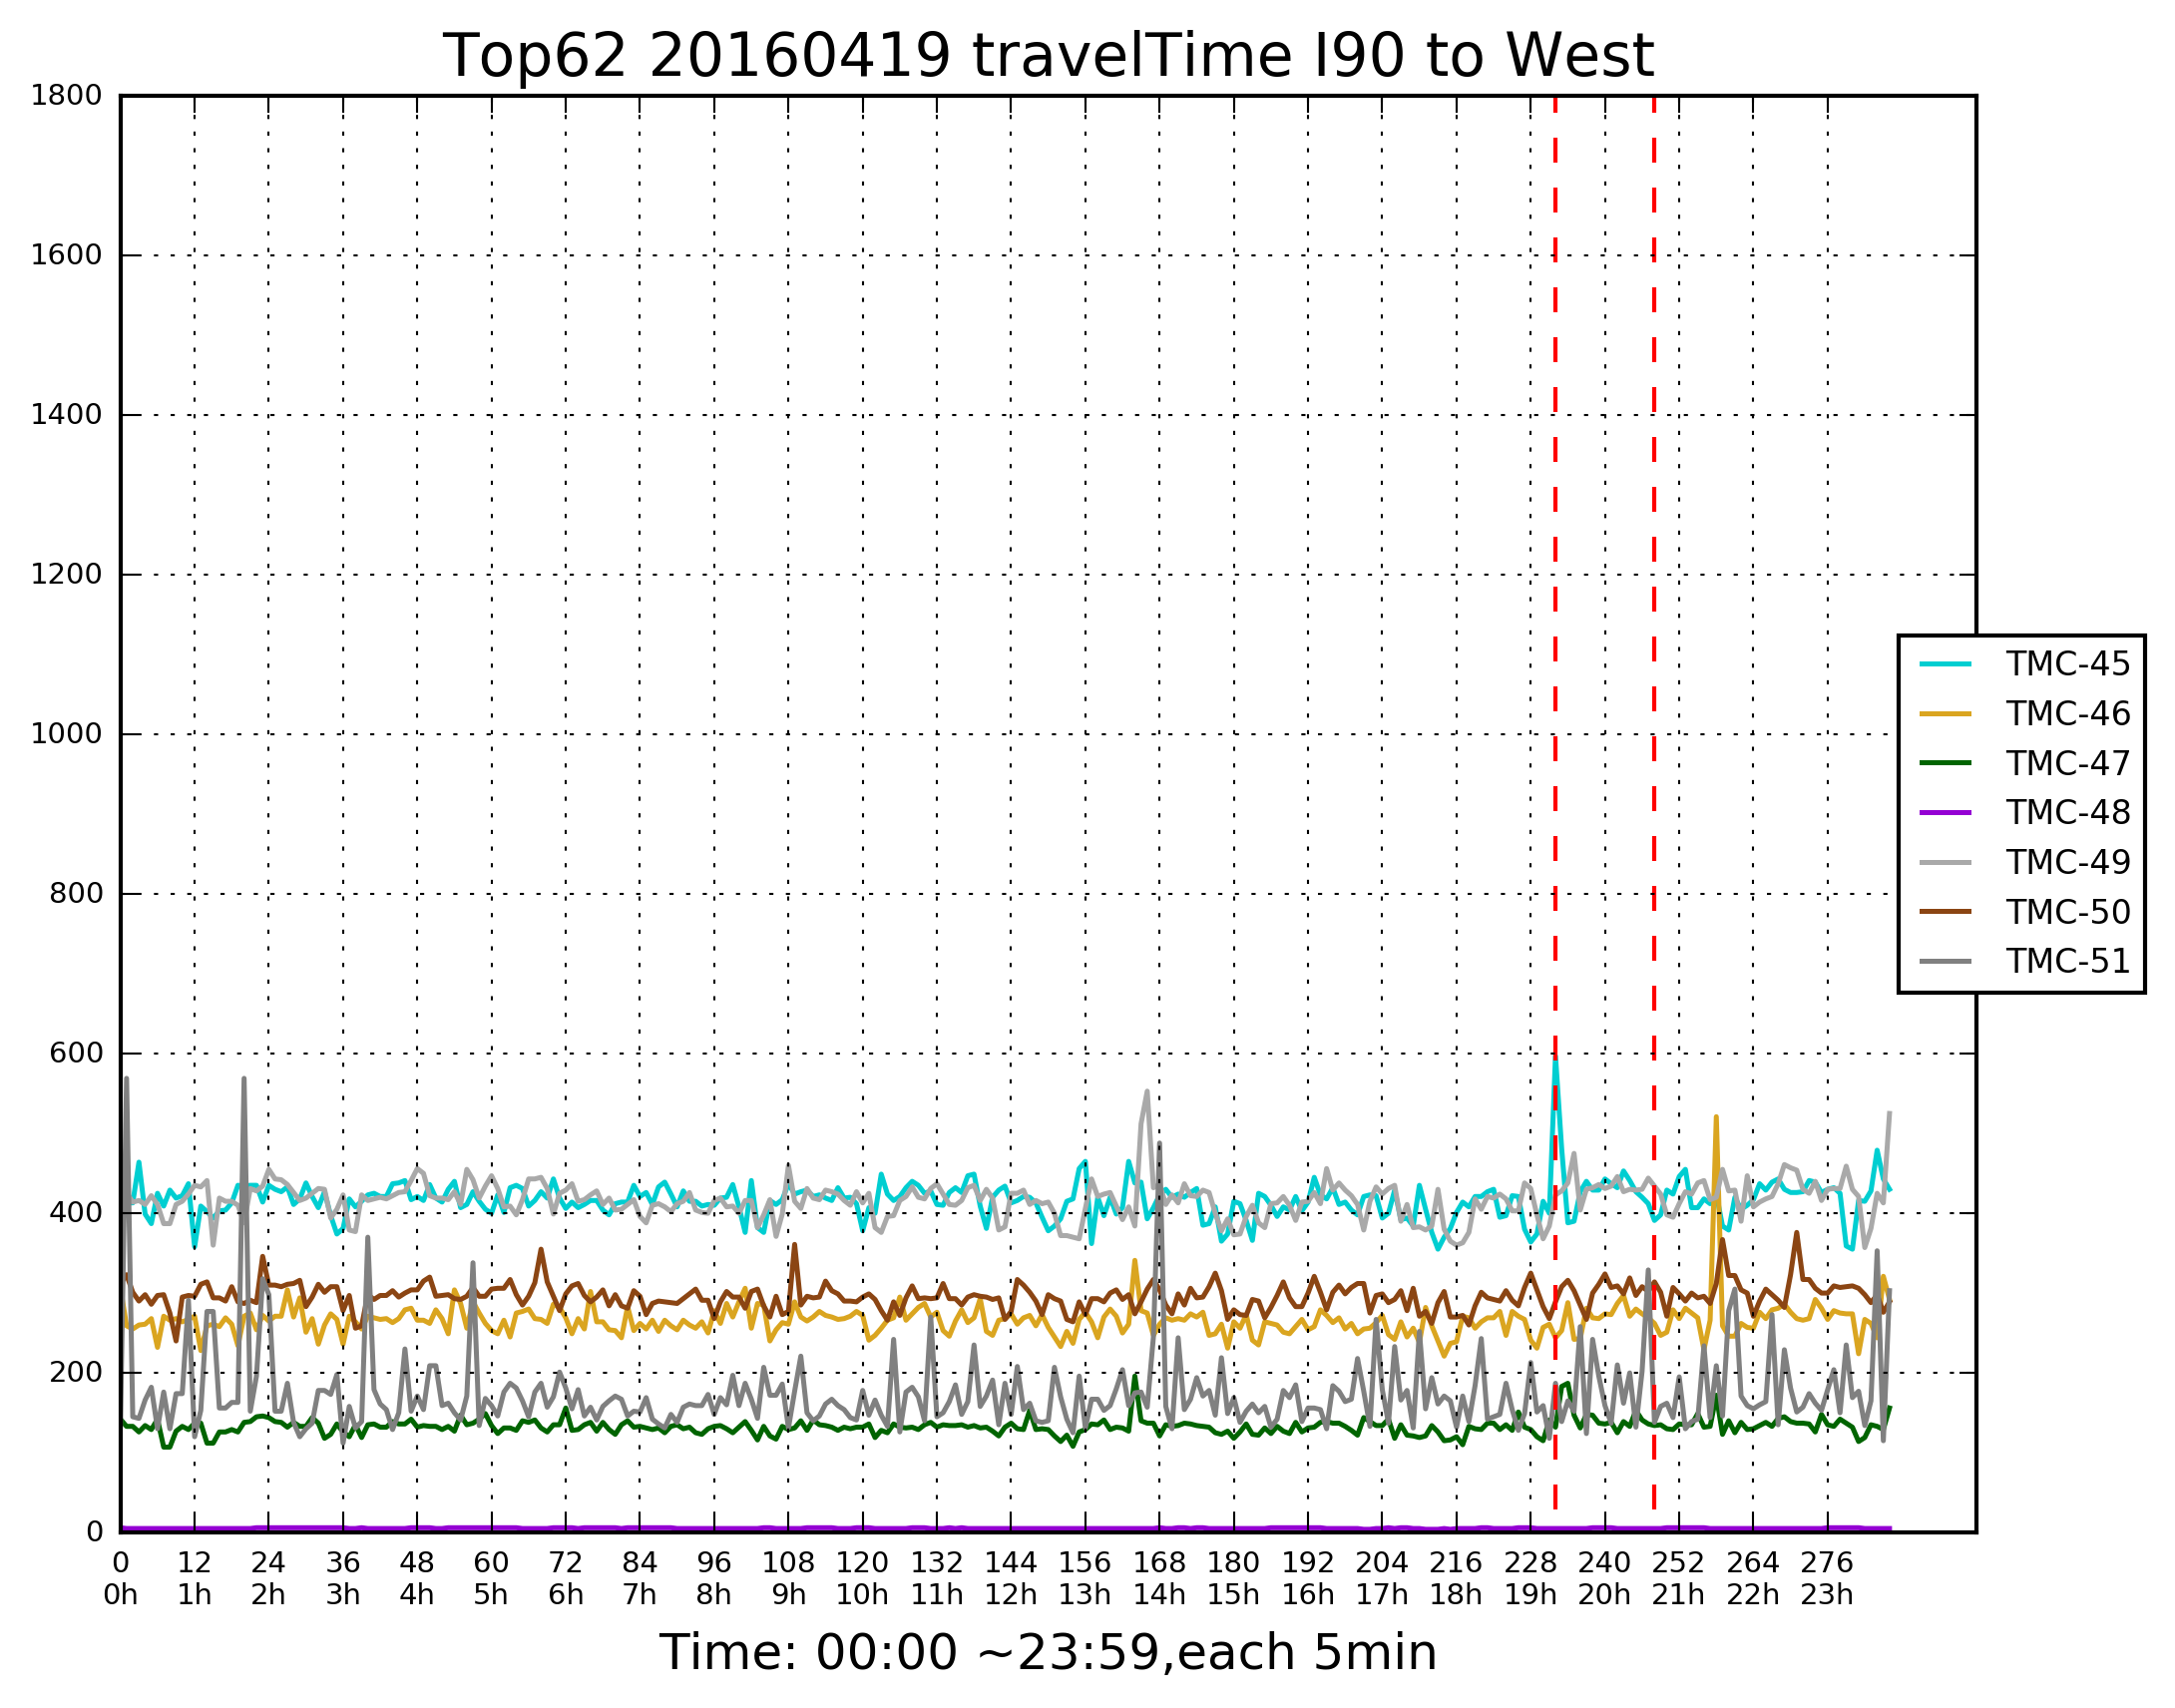 Top62 20160419 travelTime I90 to West
1800
1600
1400
1200
1000
800
600
400
200
0
TMC-45
TMC-46
TMC-47
TMC-48
TMC-49
TMC-50
TMC-51
0 12 24 36 48 60 72 84 96 108 120 132 144 156 168 180 192 204 216 228 240 252 264 276
0h 1h 2h 3h 4h 5h 6h 7h 8h 9h 10h 11h 12h 13h 14h 15h 16h 17h 18h 19h 20h 21h 22h 23h
Time: 00:00 ~23:59,each 5min